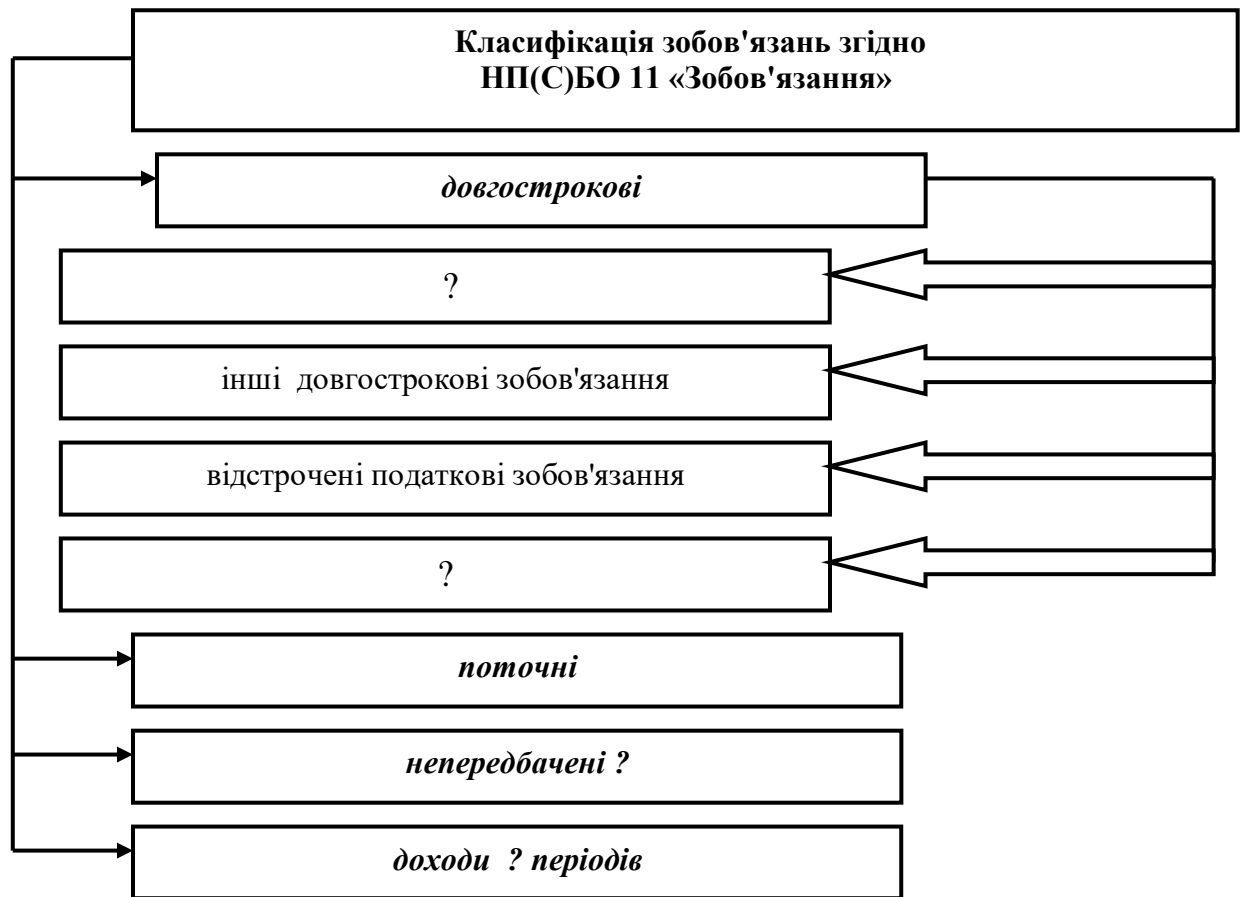 Класифікація зобов'язань згідно
НП(С)БО 11 «Зобов'язання»
довгострокові
?
інші довгострокові зобов'язання
відстрочені податкові зобов'язання
?
поточні
непередбачені ?
доходи ? періодів